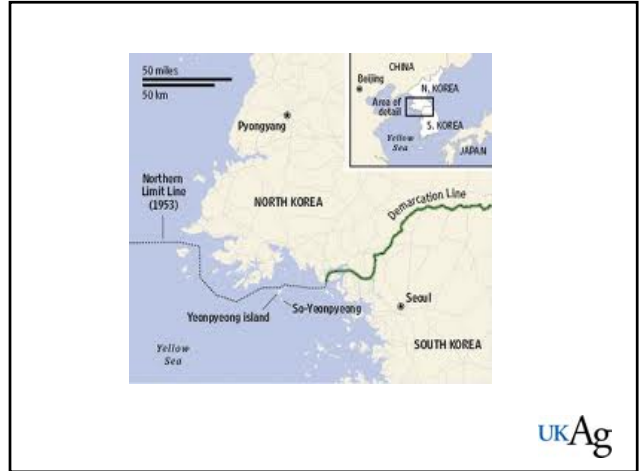 50 miles
50 km
CHINA
Beijing
N. KOREA
Area of
detail
S. KOREA
Yellow
Sea
JAPAN
Pyongyang
Northern
Limit Line
(1953)
NORTH KOREA
Demarcation Line
Seoul
So-Yeonpyeong
Yeonpyeong island
SOUTH KOREA
Yellow
Sea
UKAg